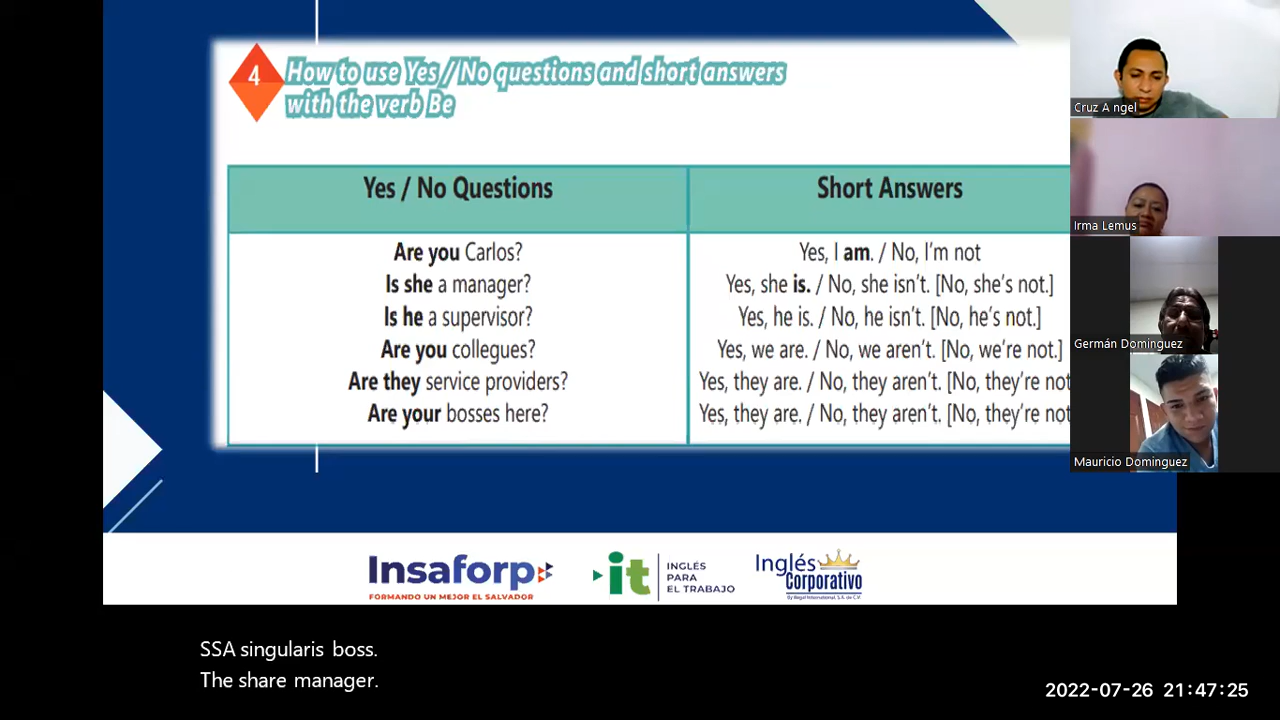 4
How to use Yes / No questions and short answers
with the verb Be
Yes / No Questions
Short Answers
Are you Carlos?
Yes, I am. / No, I'm not
Is she a manager?
Yes, she is. / No, she isn't. [No, she's not.]
Is he a supervisor?
Yes, he is. / No, he isn't. [No, he's not.]
Are you collegues?
Yes, we are. / No, we aren't. [No, we're not.]
Are they service providers?
Yes, they are. / No, they aren't. [No, they're not
Are your bosses here?
Yes, they are. / No, they aren't. [No, they're not
Cruz A ngel
Irma Lemus
Germán Dominguez
Mauricio Dominguez
Insaforp
FORMANDO UN MEJOR EL SALVADOR
it
INGLÉS
PARA
EL TRABAJO
Inglés
Corporativo
By Regal International, S.A. de C.V.
SSA singularis boss.
The share manager.
2022-07-26 21:47:25